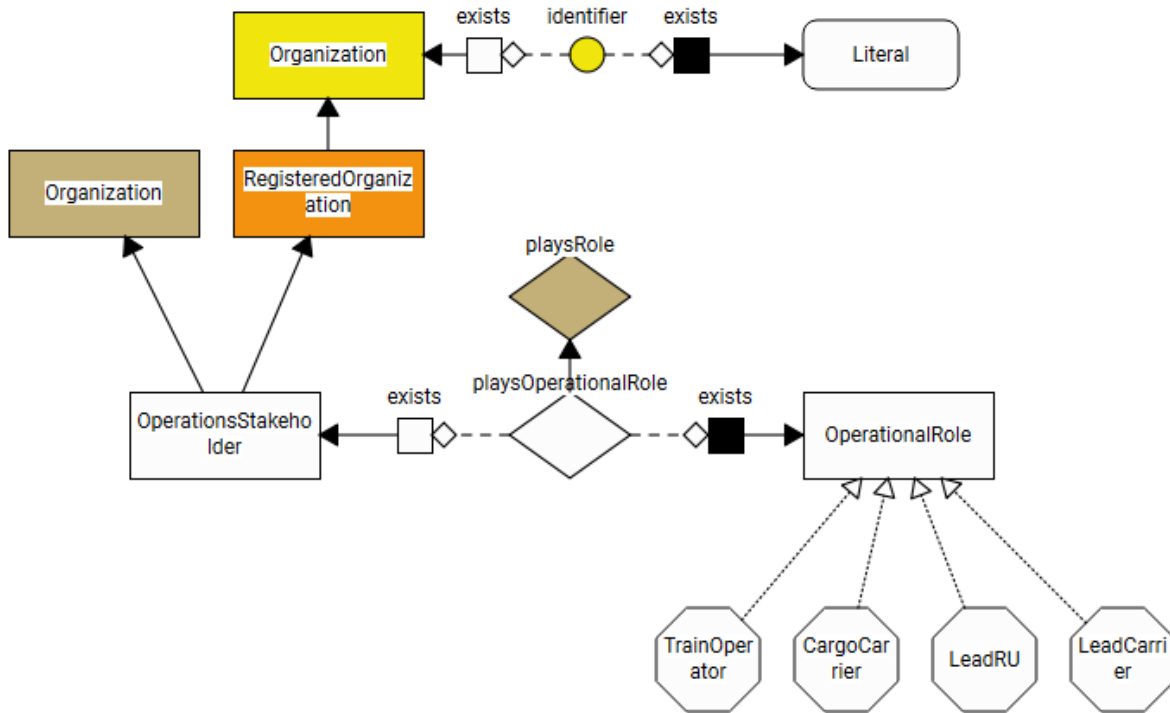 exists
identifier
exists
Organization
Literal
Organization
RegisteredOrganiz
ation
playsRole
playsOperationalRole
exists
exists
OperationsStakeho
lder
OperationalRole
TrainOper
ator
CargoCar
rier
LeadRU
LeadCarri
er